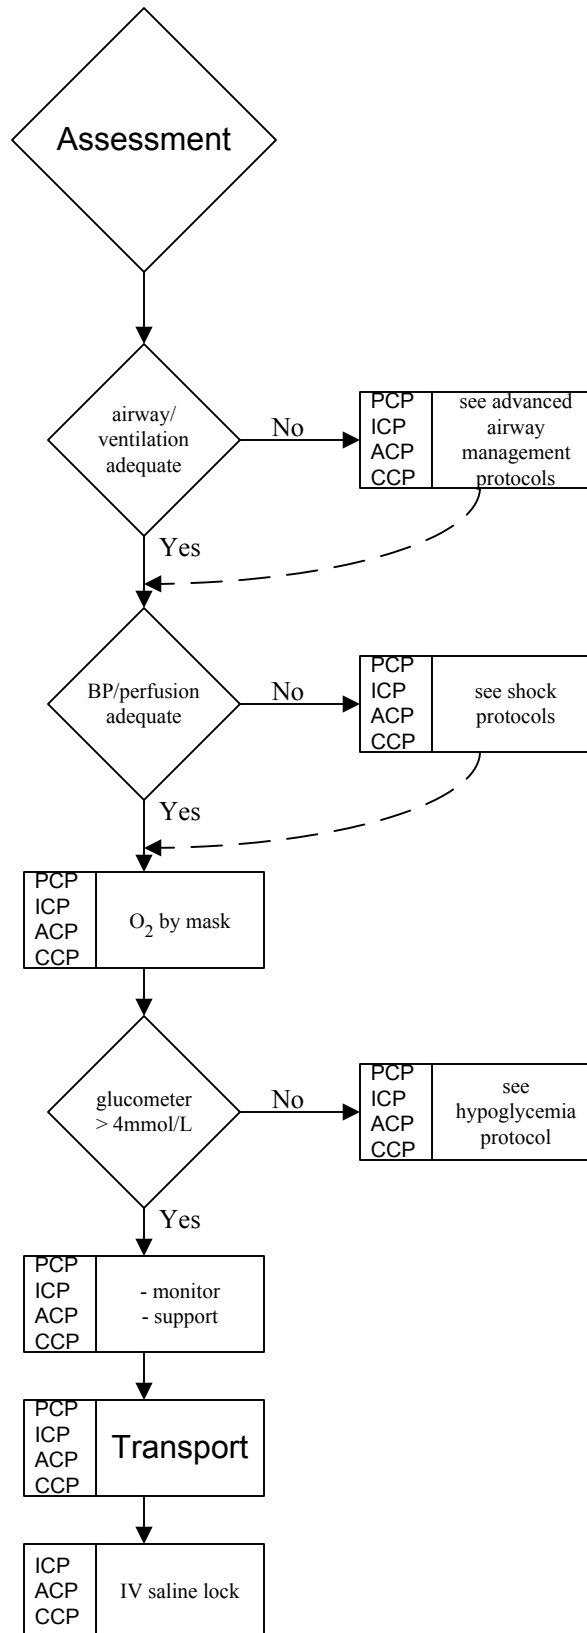 Assessment
airway/
ventilation
adequate
No
PCP
ICP
ACP
CCP
see advanced
airway
management
protocols
Yes
BP/perfusion
adequate
No
PCP
ICP
ACP
CCP
see shock
protocols
Yes
PCP
ICP
ACP
CCP
O2 by mask
glucometer
> 4mmol/L
No
PCP
ICP
ACP
CCP
see
hypoglycemia
protocol
Yes
PCP
ICP
ACP
CCP
- monitor
- support
PCP
ICP
ACP
CCP
Transport
ICP
ACP
CCP
IV saline lock